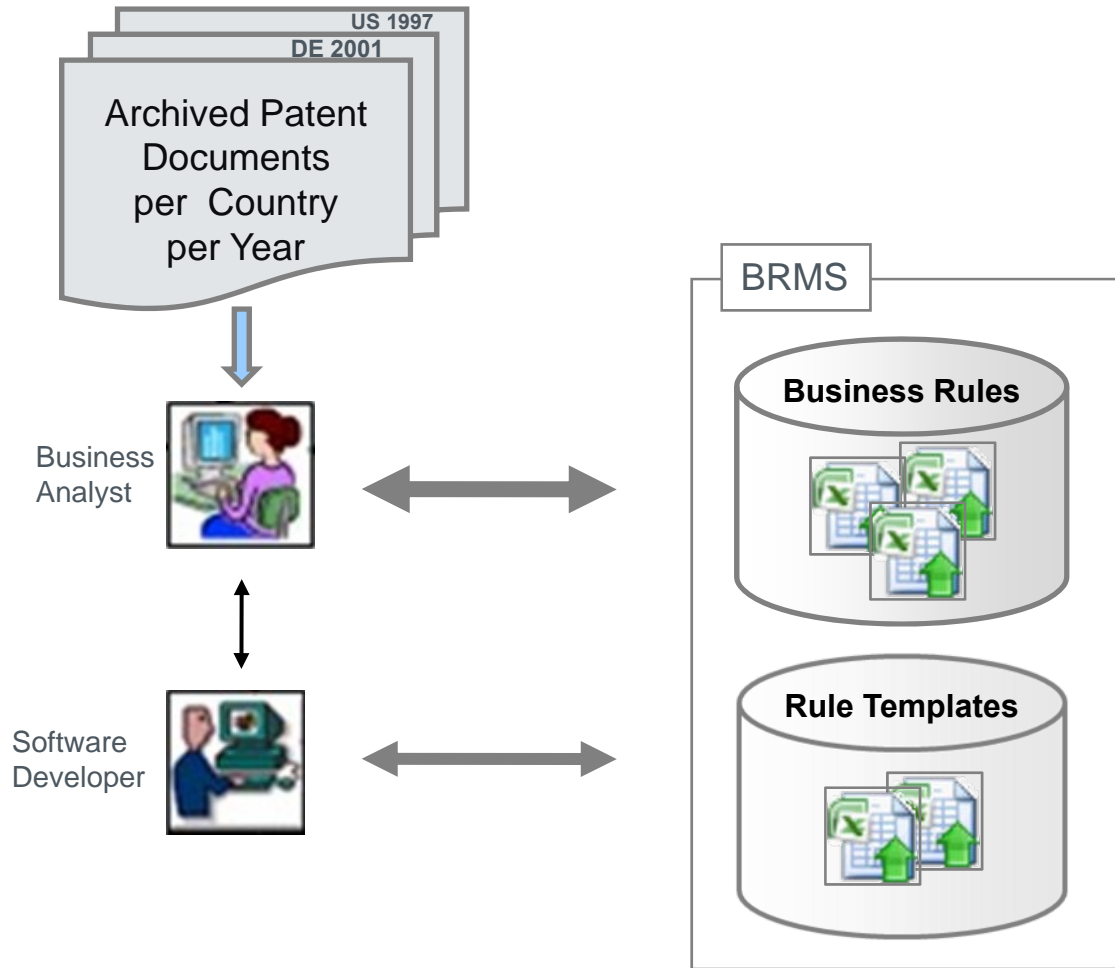 US 1997
DE 2001
Archived Patent
Documents
per Country
per Year
BRMS
Business Rules
Business
Analyst
Rule Templates
Software
Developer